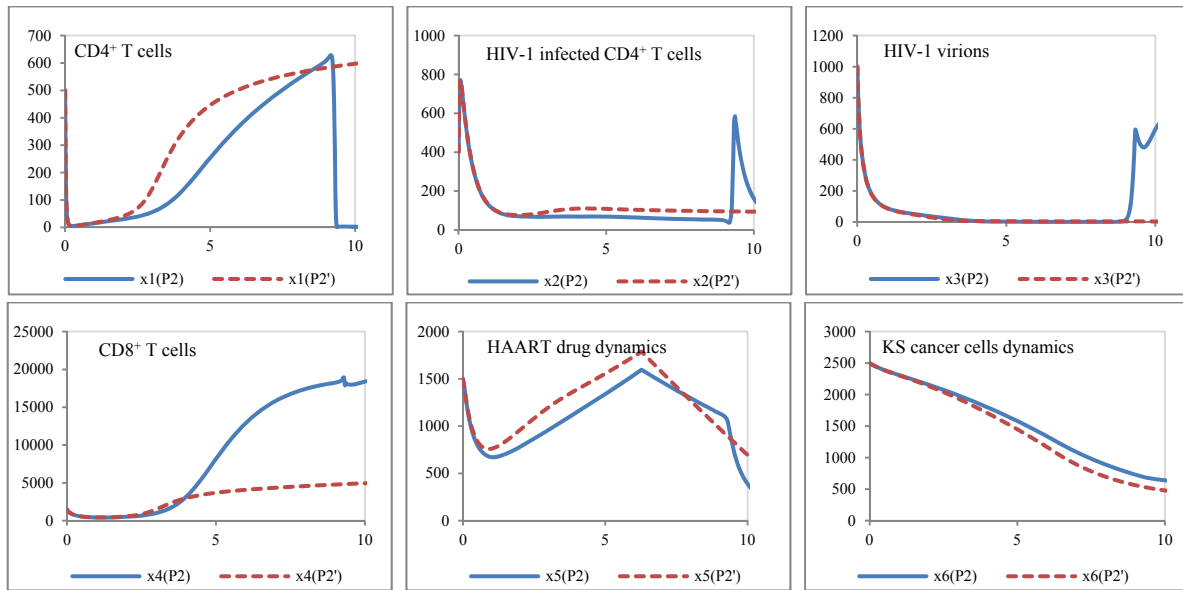 CD4+ T cells
700
600
500
400
300
200
100
0
0 5 10
x1(P2) x1(P2')
HIV-1 infected CD4+ T cells
1000
800
600
400
200
0
0 5 10
x2(P2) x2(P2')
HIV-1 virions
1200
1000
800
600
400
200
0
0 5 10
x3(P2) x3(P2')
CD8+ T cells
25000
20000
15000
10000
5000
0
0 5 10
x4(P2) x4(P2')
HAART drug dynamics
2000
1500
1000
500
0
0 5 10
x5(P2) x5(P2')
KS cancer cells dynamics
3000
2500
2000
1500
1000
500
0
0 5 10
x6(P2) x6(P2')